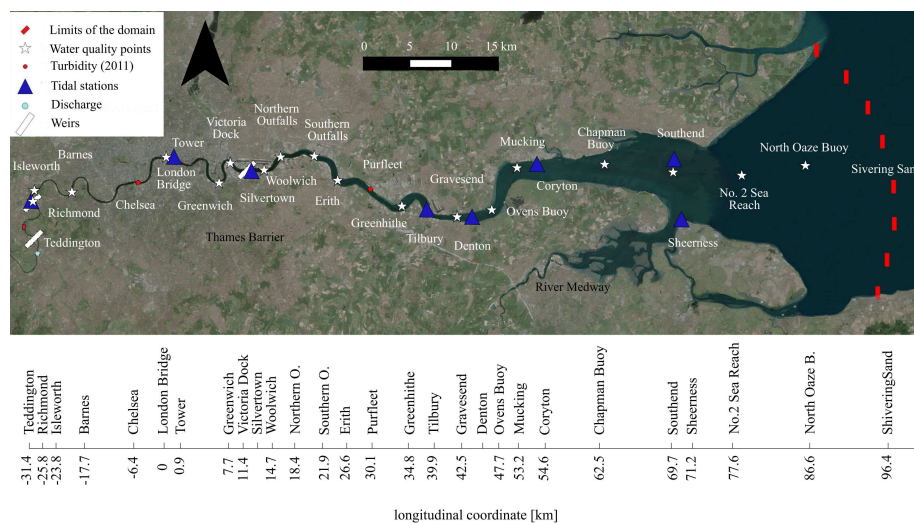 Limits of the domain
Water quality points
Turbidity (2011)
Tidal stations
Discharge
Weirs
0 5 10 15 km
Northern
Outfalls
Victoria
Dock
Southern
Outfalls
Tower
Barnes
Isleworth
Mucking
Chapman
Buoy
Southend
North Oaze Buoy
Purfleet
London
Bridge
Woolwich
Gravesend
Sivering San
Silvertown
Coryton
Richmond
Chelsea
Greenwich
Erith
No. 2 Sea
Reach
Ovens Buoy
Greenhithe
Teddington
Thames Barrier
Tilbury
Denton
Sheerness
River Medway
Teddington
Richmond
Isleworth
Barnes
Chelsea
London Bridge
Tower
Greenwich
Victoria Dock
Silvertown
Woolwich
Northern O.
Southern O.
Erith
Purfleet
Greenhithe
Tilbury
Gravesend
Denton
Ovens Buoy
Mucking
Coryton
Chapman Buoy
Southend
Sheerness
No.2 Sea Reach
North Oaze B.
ShiveringSand
-31.4
-25.8
-23.8
-17.7
-6.4
0
0.9
7.7
11.4
14.7
18.4
21.9
26.6
30.1
34.8
39.9
42.5
47.7
53.2
54.6
62.5
69.7
71.2
77.6
86.6
96.4
longitudinal coordinate [km]